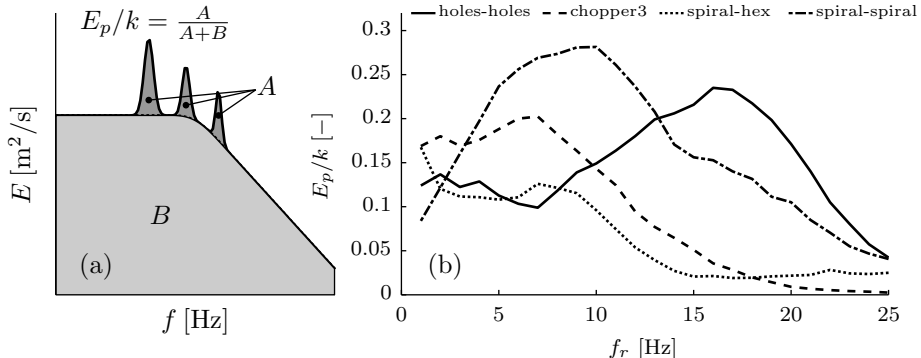 E_p/k = A/(A+B)
A
B
(a)
E [m²/s]
f [Hz]
holes-holes chopper3 spiral-hex spiral-spiral
0.3
0.25
0.2
0.15
0.1
0.05
0
E_p/k [−]
(b)
0 5 10 15 20 25
f_r [Hz]